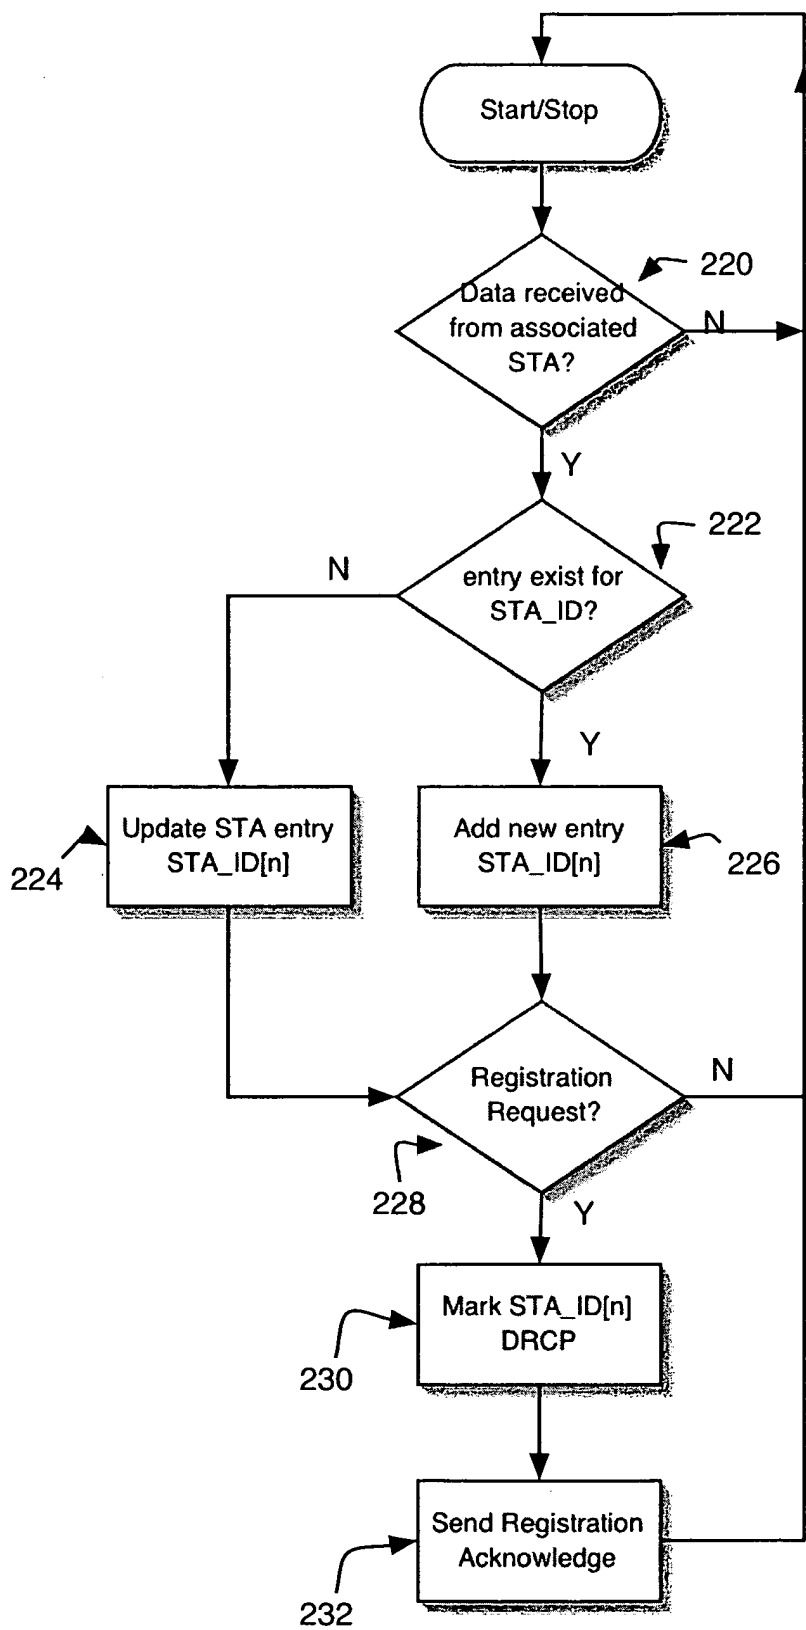 Start/Stop
220
Data received
from associated
STA?
N
Y
222
entry exist for
STA_ID?
N
Y
Update STA entry
STA_ID[n]
224
Add new entry
STA_ID[n]
226
Registration
Request?
N
228
Y
Mark STA_ID[n]
DRCP
230
Send Registration
Acknowledge
232